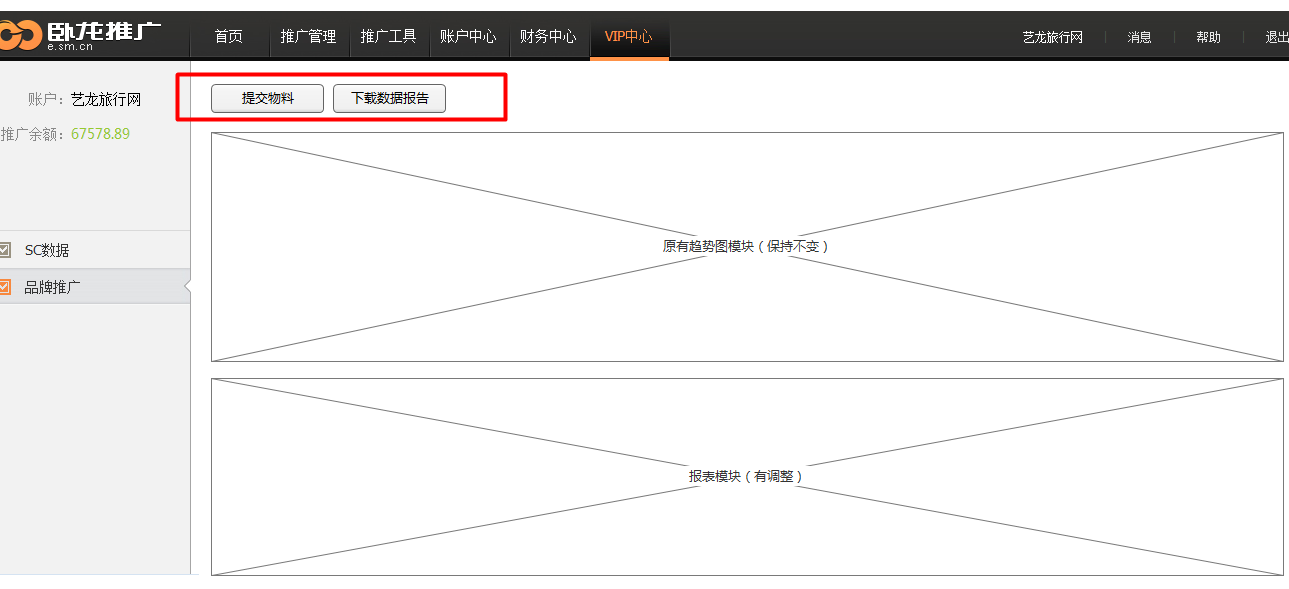 卧龙推广
e.sm.cn
首页 推广管理 推广工具 账户中心 财务中心 VIP中心 艺龙旅行网 消息 帮助 退出
账户：艺龙旅行网
推广余额：67578.89
SC数据
品牌推广
提交物料 下载数据报告
原有趋势图模块（保持不变）
报表模块（有调整）